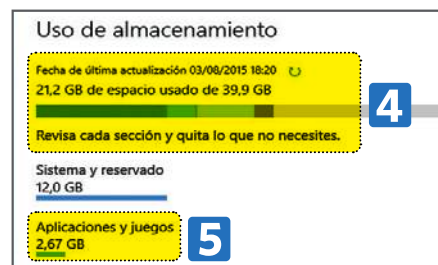 Uso de almacenamiento
Fecha de última actualización 03/08/2015 18:20
21,2 GB de espacio usado de 39,9 GB
4
Revisa cada sección y quita lo que no necesites.
Sistema y reservado
12,0 GB
Aplicaciones y juegos
5
2,67 GB